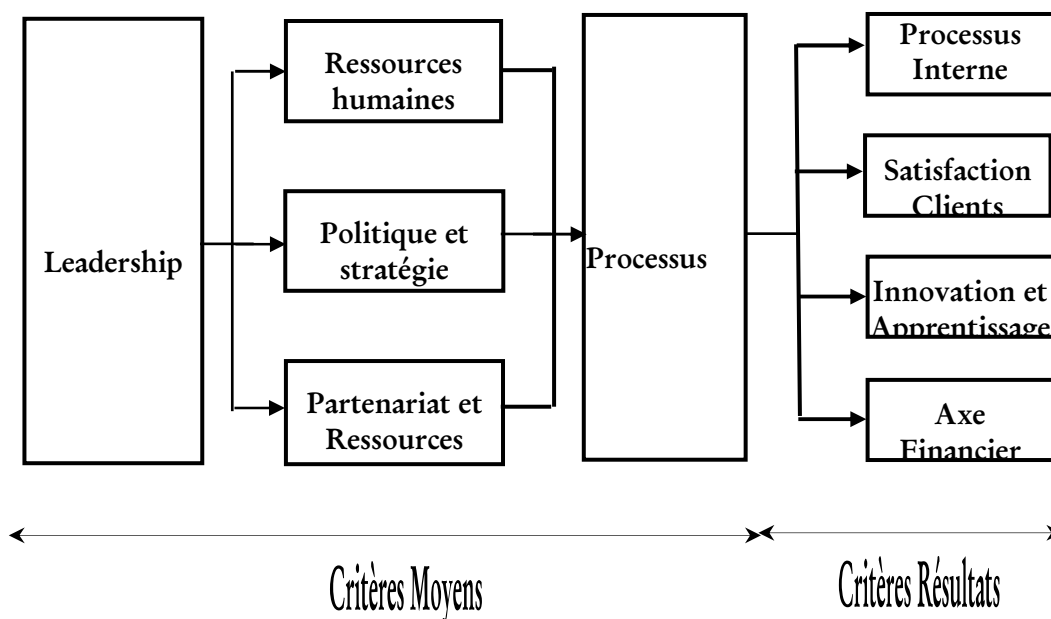 Leadership
Ressources
humaines
Politique et
stratégie
Partenariat et
Ressources
Processus
Processus
Interne
Satisfaction
Clients
Innovation et
Apprentissage
Axe
Financier
Critères Moyens
Critères Résultats